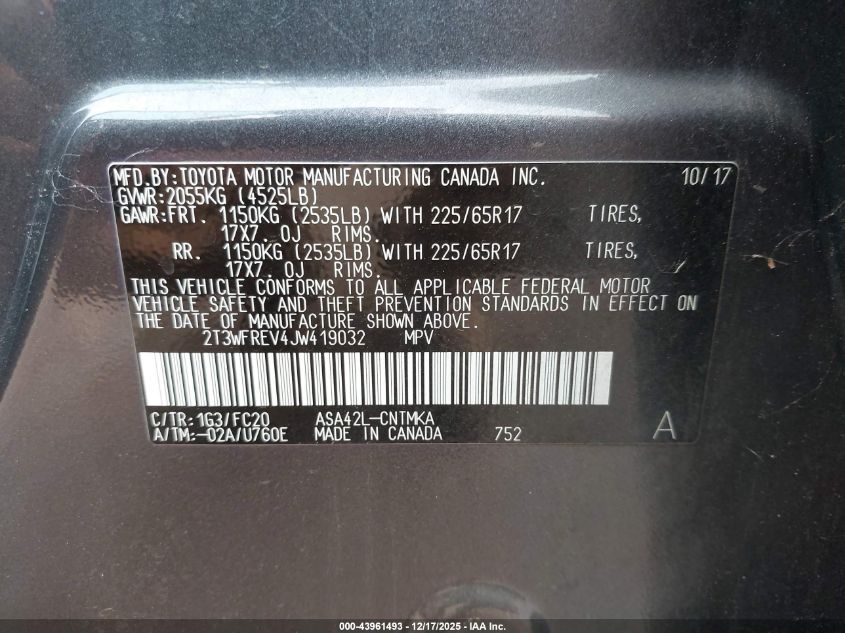 MFD.BY:TOYOTA MOTOR MANUFACTURING CANADA INC. 10/17
GVWR:2055KG (4525LB)
GAWR:FRT. 1150KG (2535LB) WITH 225/65R17 TIRES,
17X7.0J RIMS.
RR. 1150KG (2535LB) WITH 225/65R17 TIRES,
17X7.0J RIMS.
THIS VEHICLE CONFORMS TO ALL APPLICABLE FEDERAL MOTOR
VEHICLE SAFETY AND THEFT PREVENTION STANDARDS IN EFFECT ON
THE DATE OF MANUFACTURE SHOWN ABOVE.
2T3WFREV4JW419032 MPV
C/TR:1G3/FC20 ASA42L-CNTMKA
A/TM:-02A/U760E MADE IN CANADA 752 A
000-43961493 - 12/17/2025 - IAA Inc.